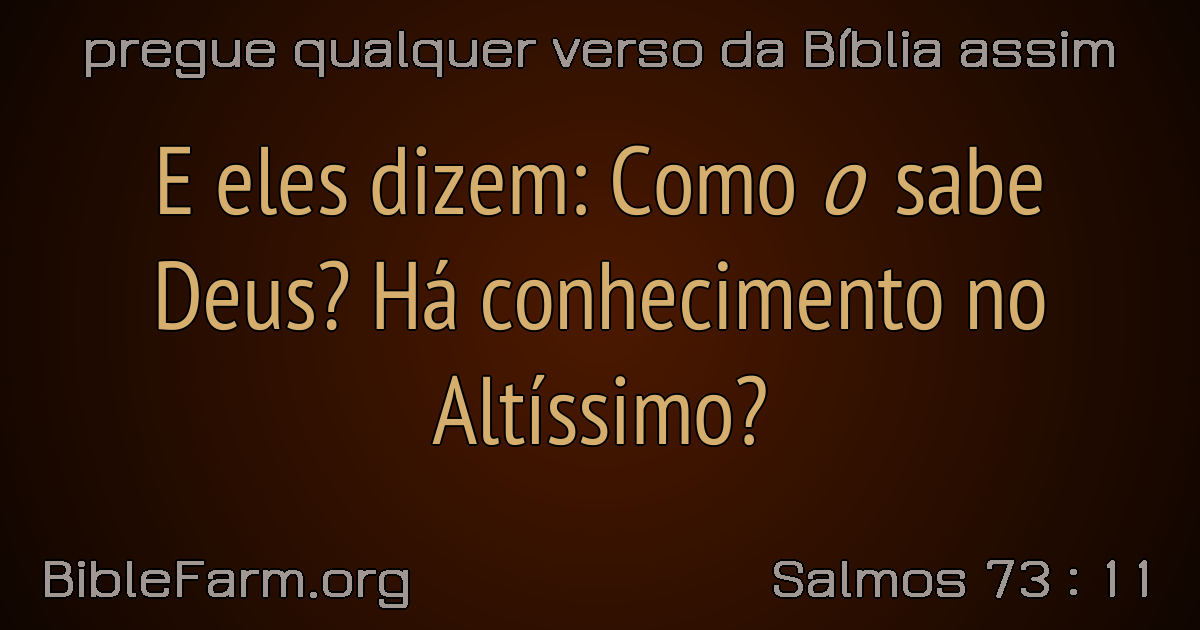 pregue qualquer verso da Bíblia assim
E eles dizem: Como o sabe
Deus? Há conhecimento no
Altíssimo?
BibleFarm.org
Salmos 73 : 11